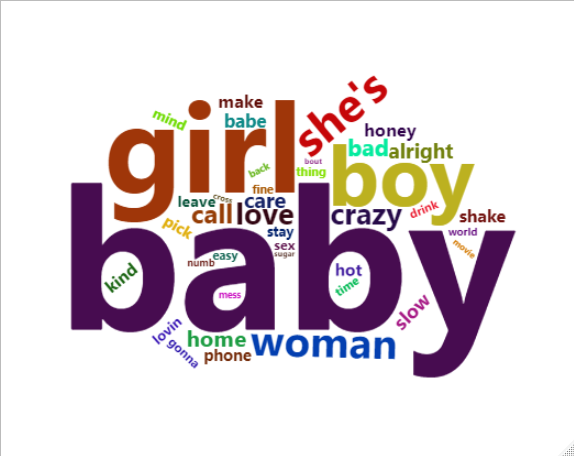 she's
make
mind
babe
girl
honey
bad
alright
back
bout
thing
boy
fine
cross
leave
care
call
love
crazy
drink
shake
pick
stay
world
baby
sex
sugar
easy
numb
movie
kind
hot
time
mess
slow
lovin
gonna
home
phone
woman